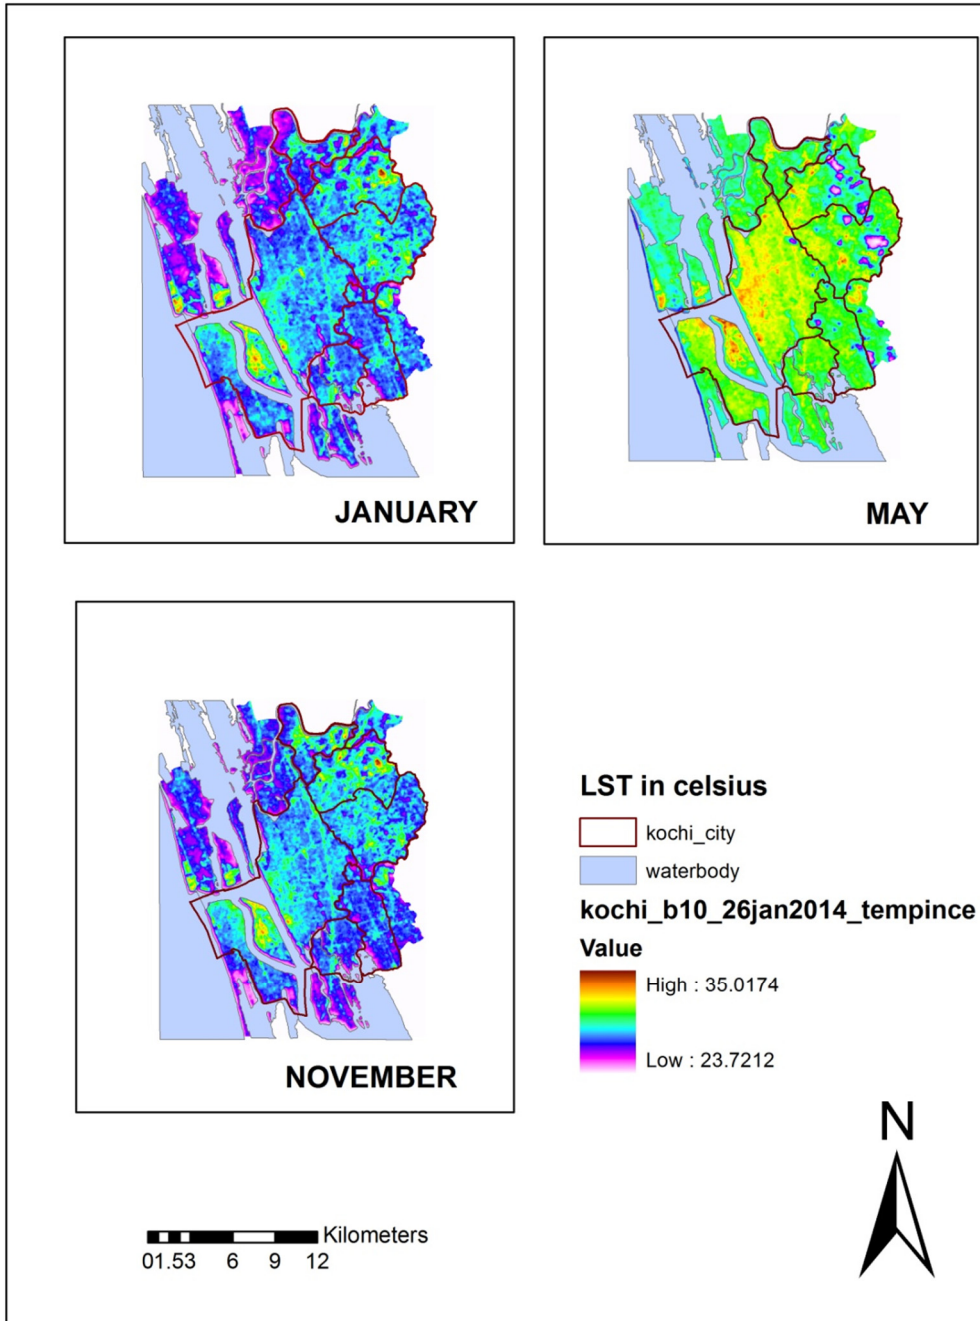 JANUARY
MAY
NOVEMBER
LST in celsius
kochi_city
waterbody
kochi_b10_26jan2014_tempince
Value
High : 35.0174
Low : 23.7212
N
Kilometers
01.53 6 9 12